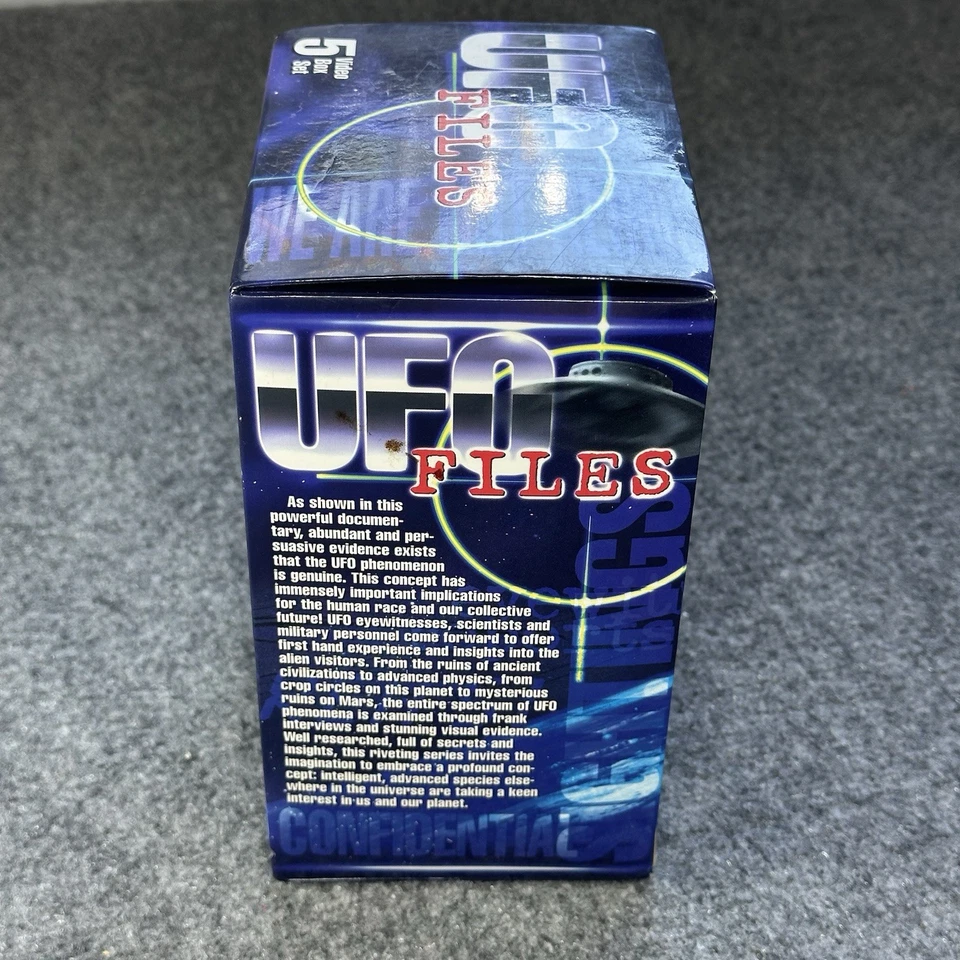 5 Video
Box
Set
UFO
FILES
WE ARE
UFO
FILES
As shown in this
powerful documen-
tary, abundant and per-
suasive evidence exists
that the UFO phenomenon
is genuine. This concept has
immensely important implications
for the human race and our collective
future! UFO eyewitnesses, scientists and
military personnel come forward to offer
first hand experience and insights into the
alien visitors. From the ruins of ancient
civilizations to advanced physics, from
crop circles on this planet to mysterious
ruins on Mars, the entire spectrum of UFO
phenomena is examined through frank
interviews and stunning visual evidence.
Well researched, full of secrets and
insights, this riveting series invites the
imagination to embrace a profound con-
cept: intelligent, advanced species else-
where in the universe are taking a keen
interest in us and our planet.
CONFIDENTIAL